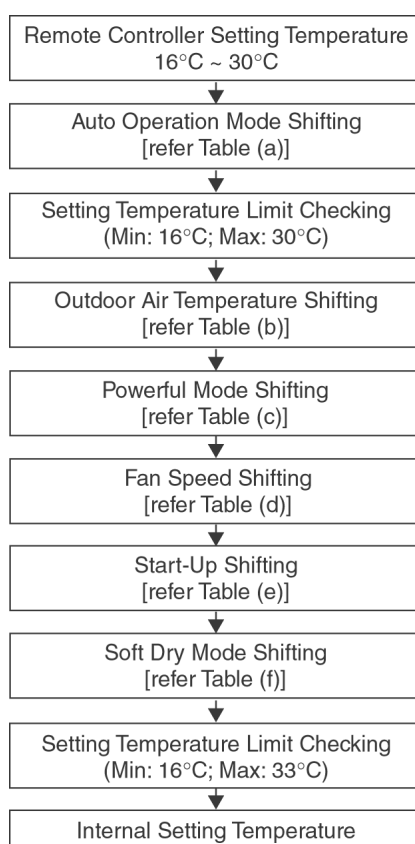 Remote Controller Setting Temperature
16°C ~ 30°C
Auto Operation Mode Shifting
[refer Table (a)]
Setting Temperature Limit Checking
(Min: 16°C; Max: 30°C)
Outdoor Air Temperature Shifting
[refer Table (b)]
Powerful Mode Shifting
[refer Table (c)]
Fan Speed Shifting
[refer Table (d)]
Start-Up Shifting
[refer Table (e)]
Soft Dry Mode Shifting
[refer Table (f)]
Setting Temperature Limit Checking
(Min: 16°C; Max: 33°C)
Internal Setting Temperature